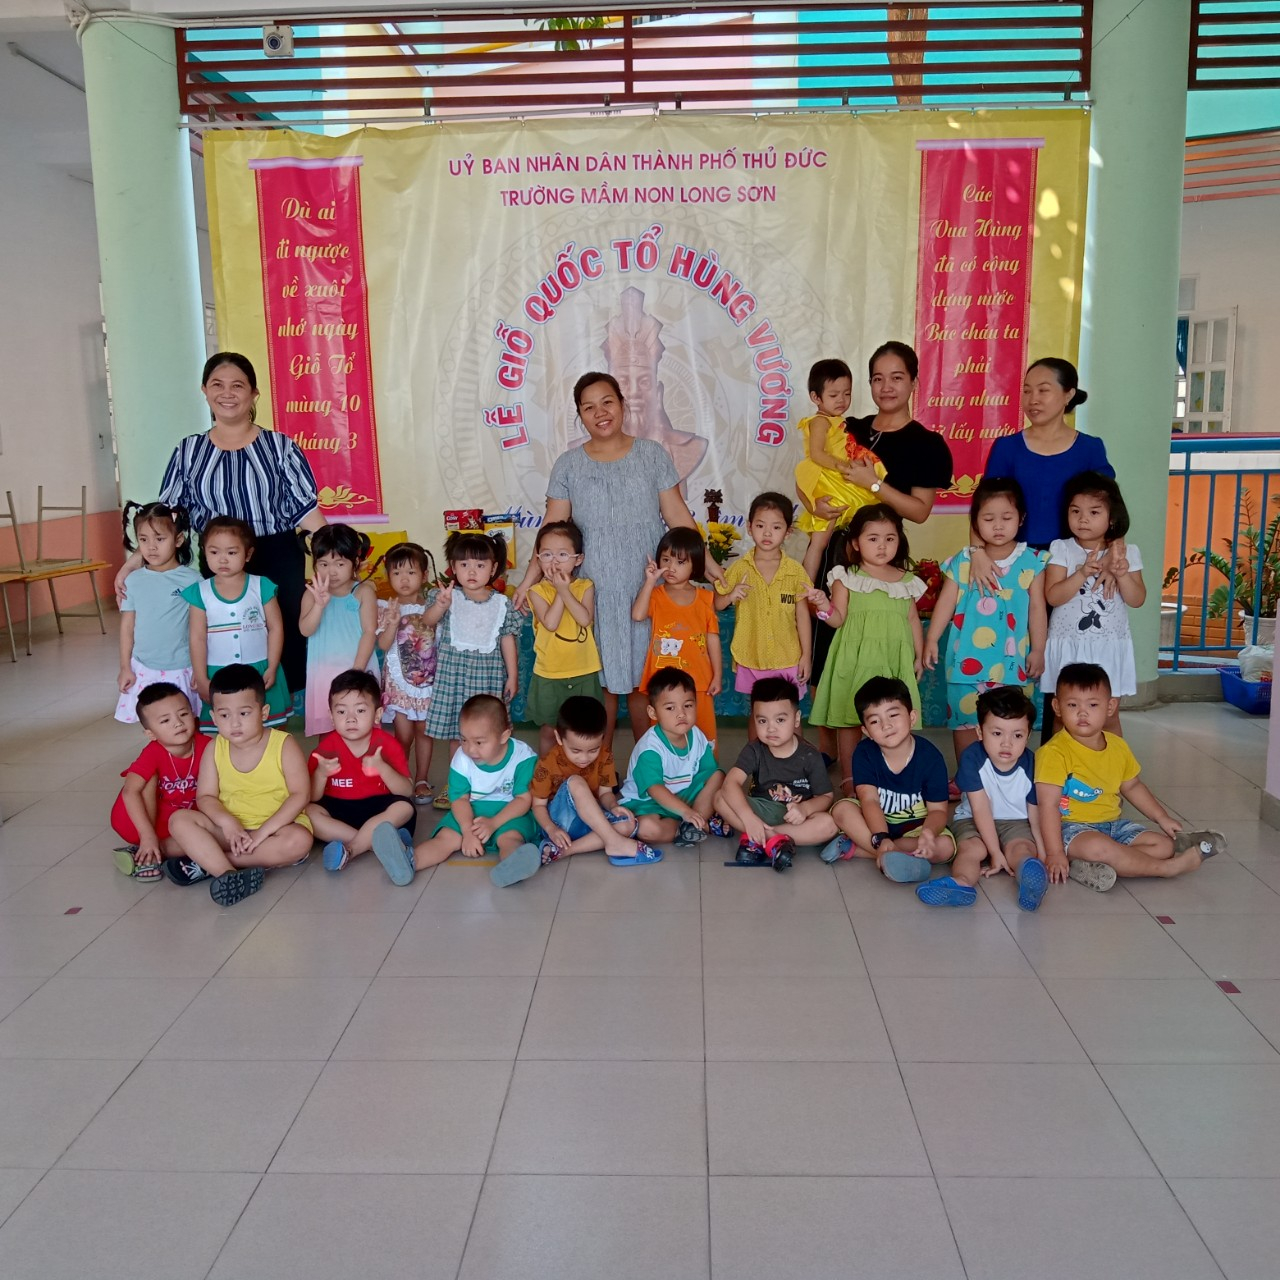 UỶ BAN NHÂN DÂN THÀNH PHỐ THỦ ĐỨC
TRƯỜNG MẦM NON LONG SƠN
LỄ GIỖ QUỐC TỔ HÙNG VƯƠNG
Dù ai
đi ngược
về xuôi
nhớ ngày
Giỗ Tổ
mùng 10
tháng 3
Các
Vua Hùng
đã có công
dựng nước
Bác cháu ta
phải
cùng nhau
lấy nước
WOW
MEE